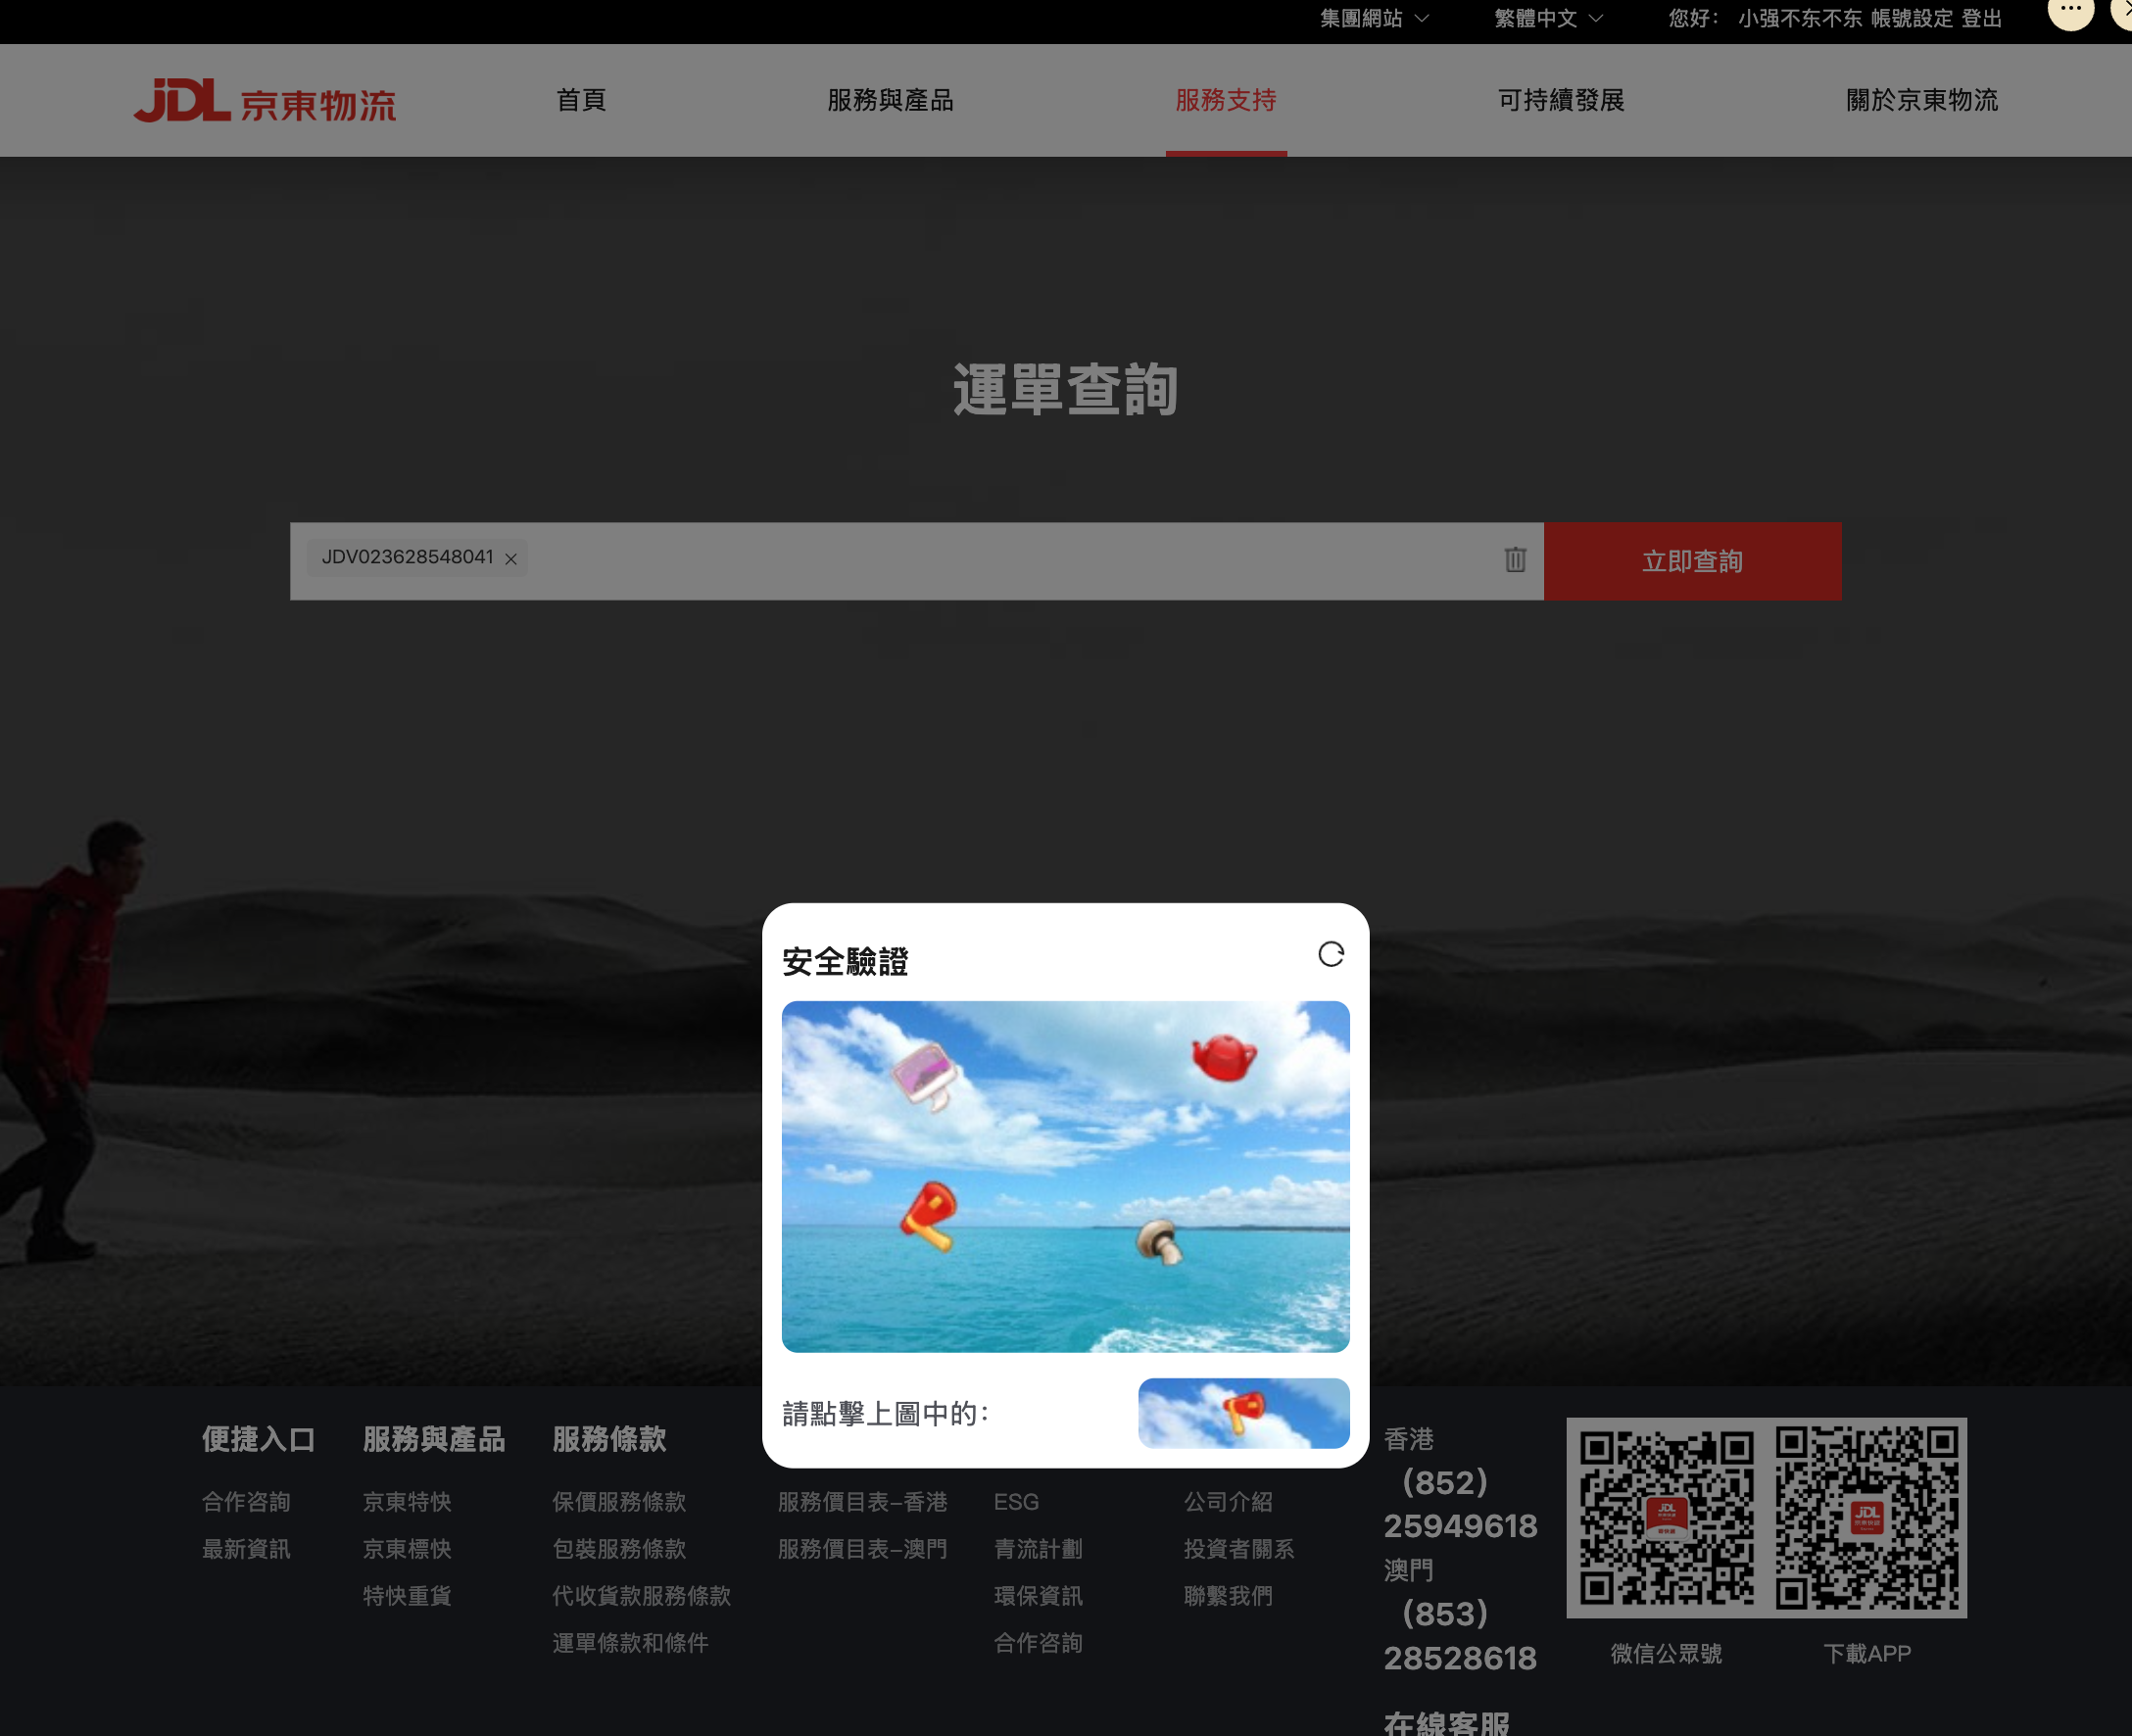 集團網站
繁體中文
您好： 小强不东不东 帳號設定 登出
JDL 京東物流
首頁
服務與產品
服務支持
可持續發展
關於京東物流
運單查詢
JDV023628548041
立即查詢
安全驗證
請點擊上圖中的：
便捷入口
合作咨詢
最新資訊
服務與產品
京東特快
京東標快
特快重貨
服務條款
保價服務條款
包裝服務條款
代收貨款服務條款
運單條款和條件
服務價目表-香港
服務價目表-澳門
ESG
青流計劃
環保資訊
合作咨詢
公司介紹
投資者關系
聯繫我們
香港
（852）
25949618
澳門
（853）
28528618
在線客服
JDL
微信公眾號
JDL
下載APP